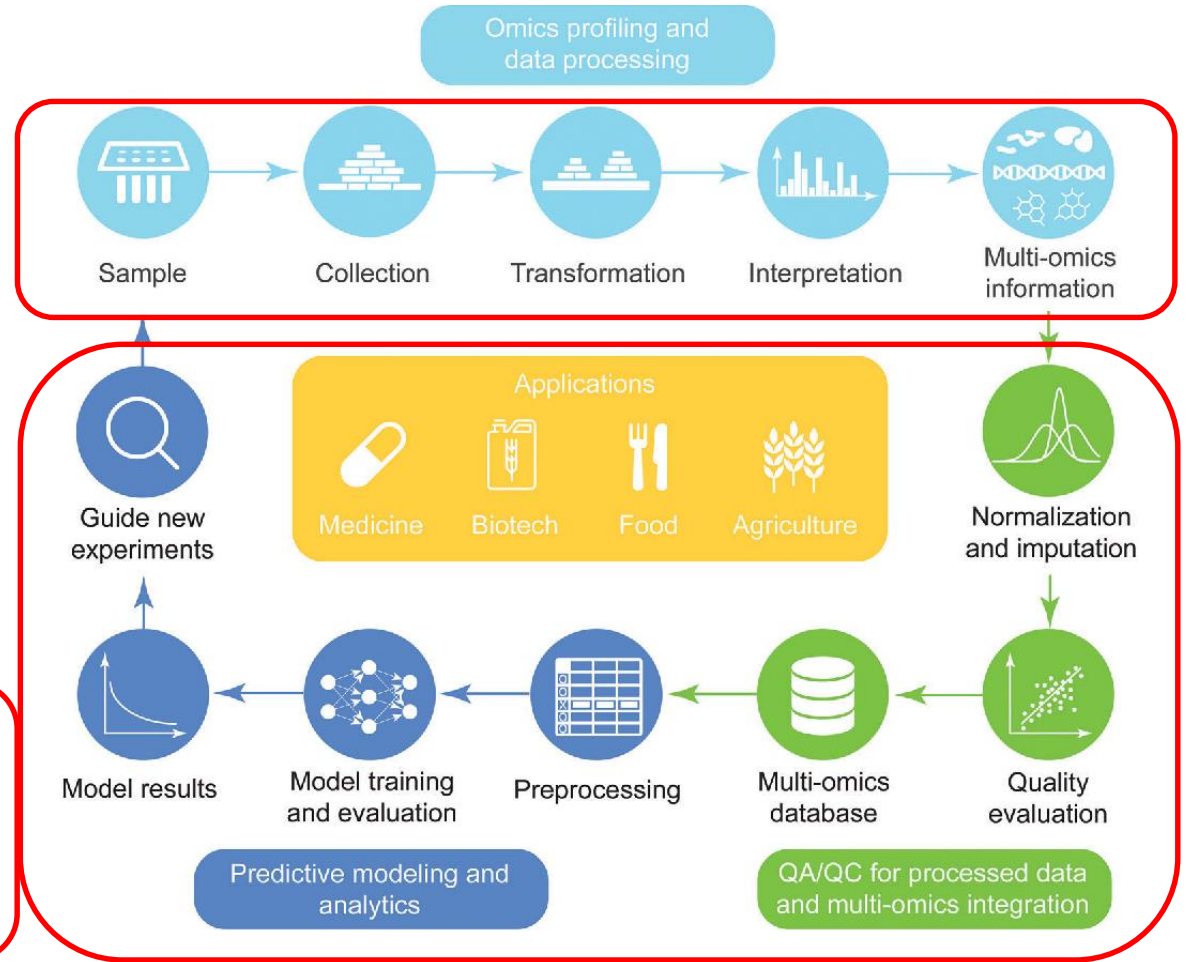 Omics profiling and
data processing
Sample
Collection
Transformation
Interpretation
Multi-omics
information
Applications
Medicine
Biotech
Food
Agriculture
Guide new
experiments
Normalization
and imputation
Model results
Model training
and evaluation
Preprocessing
Multi-omics
database
Quality
evaluation
Predictive modeling and
analytics
QA/QC for processed data
and multi-omics integration